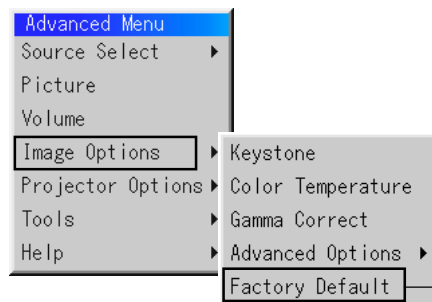 Advanced Menu
Source Select
Picture
Volume
Image Options
Projector Options
Tools
Help
Keystone
Color Temperature
Gamma Correct
Advanced Options
Factory Default